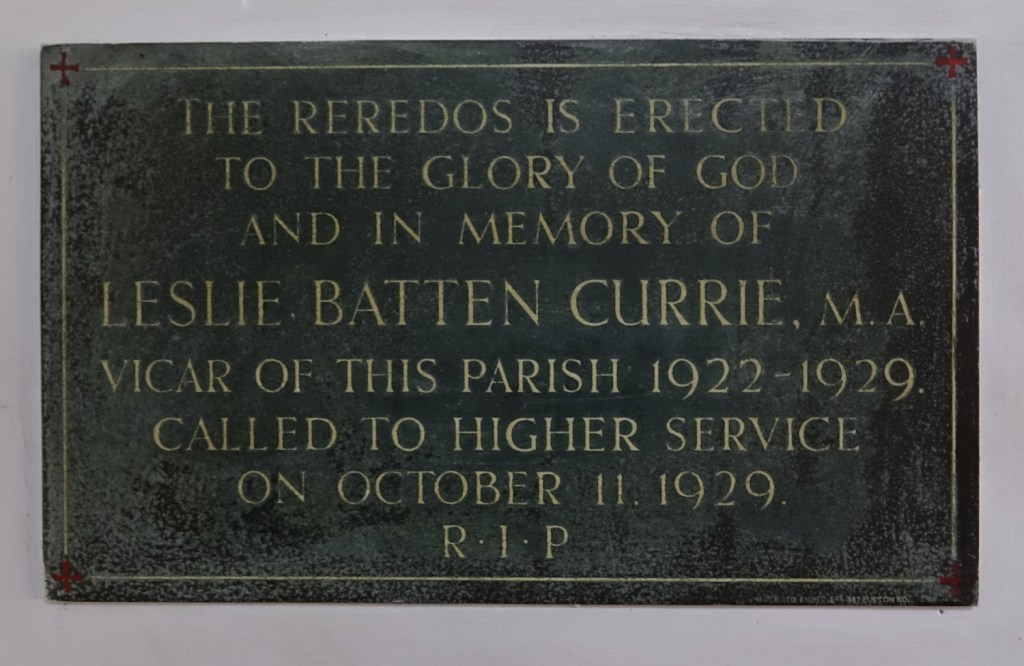 THE REREDOS IS ERECTED
TO THE GLORY OF GOD
AND IN MEMORY OF
LESLIE BATTEN CURRIE, M.A.
VICAR OF THIS PARISH 1922-1929.
CALLED TO HIGHER SERVICE
ON OCTOBER 11. 1929.
R·I·P